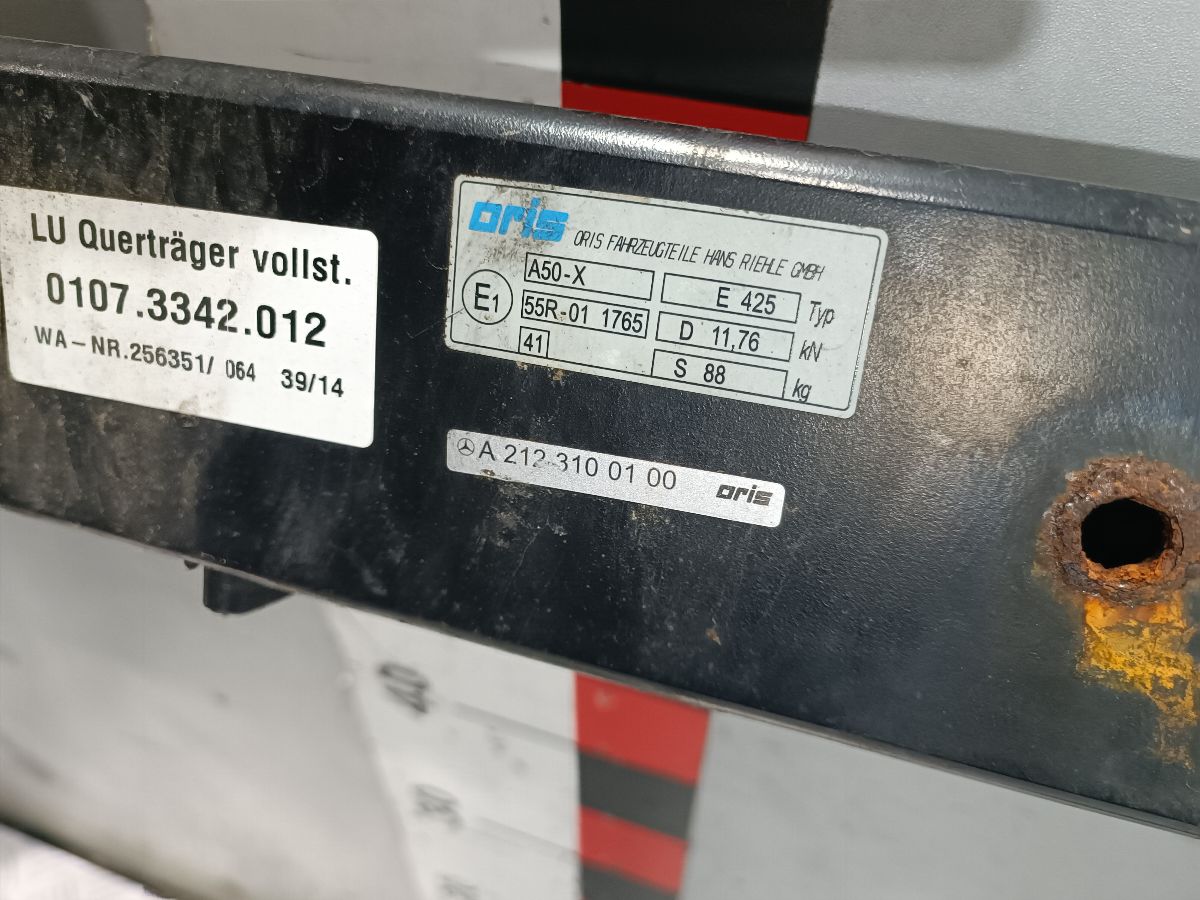 LU Querträger vollst.
0107.3342.012
WA-NR.256351/ 064 39/14
oris ORIS FAHRZEUGTEILE HANS RIEHLE GMBH
E1
A50-X
E 425 Typ
55R-01 1765
D 11,76 kN
41
S 88 kg
A 212 310 01 00 oris
40
30